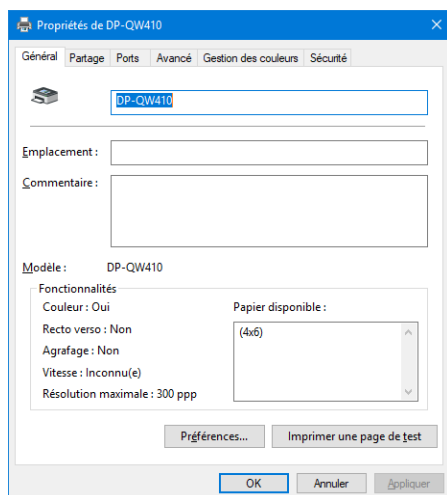 Propriétés de DP-QW410
Général Partage Ports Avancé Gestion des couleurs Sécurité
DP-QW410
Emplacement :
Commentaire :
Modèle : DP-QW410
Fonctionnalités
Couleur : Oui Papier disponible :
Recto verso : Non (4x6)
Agrafage : Non
Vitesse : Inconnu(e)
Résolution maximale : 300 ppp
Préférences... Imprimer une page de test
OK Annuler Appliquer